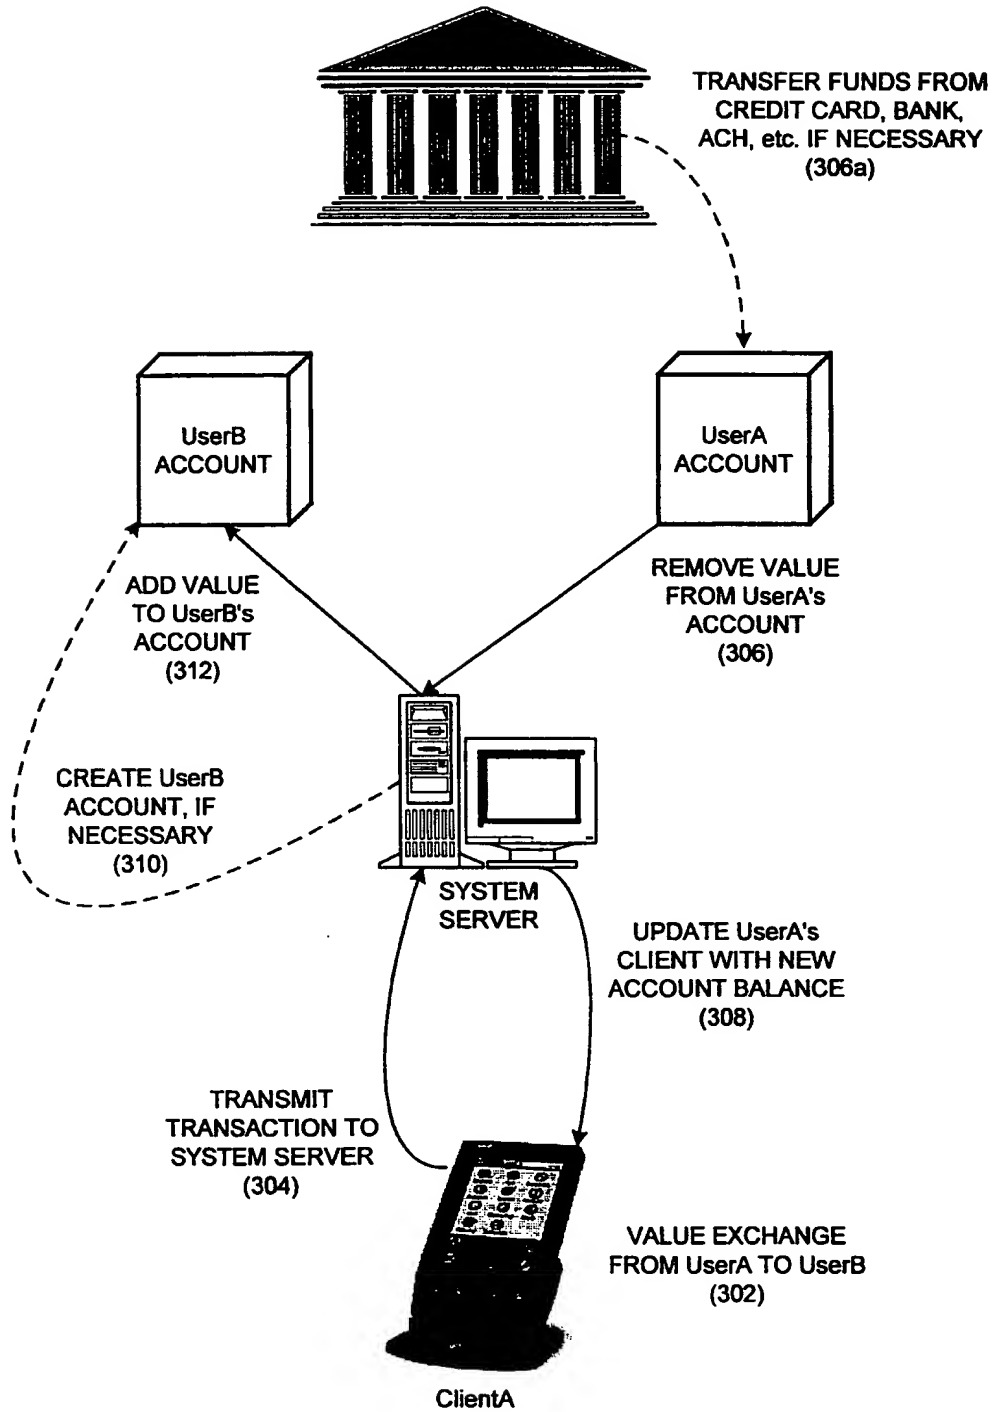 TRANSFER FUNDS FROM
CREDIT CARD, BANK,
ACH, etc. IF NECESSARY
(306a)
UserB
ACCOUNT
UserA
ACCOUNT
ADD VALUE
TO UserB's
ACCOUNT
(312)
REMOVE VALUE
FROM UserA's
ACCOUNT
(306)
CREATE UserB
ACCOUNT, IF
NECESSARY
(310)
SYSTEM
SERVER
UPDATE UserA's
CLIENT WITH NEW
ACCOUNT BALANCE
(308)
TRANSMIT
TRANSACTION TO
SYSTEM SERVER
(304)
VALUE EXCHANGE
FROM UserA TO UserB
(302)
ClientA